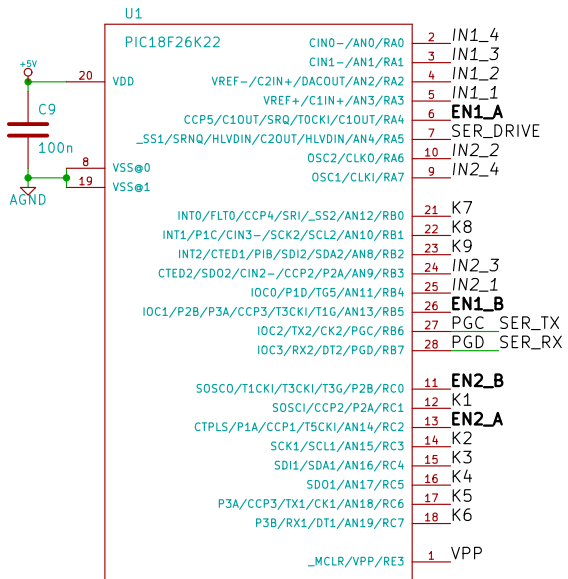 U1
PIC18F26K22
+5V
20 VDD
C9
100n
8 VSS@0
19 VSS@1
AGND
CIN0-/AN0/RA0 2 IN1_4
CIN1-/AN1/RA1 3 IN1_3
VREF-/C2IN+/DACOUT/AN2/RA2 4 IN1_2
VREF+/C1IN+/AN3/RA3 5 IN1_1
CCP5/C1OUT/SRQ/T0CKI/C1OUT/RA4 6 EN1_A
_SS1/SRNQ/HLVDIN/C2OUT/HLVDIN/AN4/RA5 7 SER_DRIVE
OSC2/CLKO/RA6 10 IN2_2
OSC1/CLKI/RA7 9 IN2_4
INT0/FLT0/CCP4/SRI/_SS2/AN12/RB0 21 K7
INT1/P1C/CIN3-/SCK2/SCL2/AN10/RB1 22 K8
INT2/CTED1/PIB/SDI2/SDA2/AN8/RB2 23 K9
CTED2/SDO2/CIN2-/CCP2/P2A/AN9/RB3 24 IN2_3
IOC0/P1D/TG5/AN11/RB4 25 IN2_1
IOC1/P2B/P3A/CCP3/T3CKI/T1G/AN13/RB5 26 EN1_B
IOC2/TX2/CK2/PGC/RB6 27 PGC SER_TX
IOC3/RX2/DT2/PGD/RB7 28 PGD SER_RX
SOSCO/T1CKI/T3CKI/T3G/P2B/RC0 11 EN2_B
SOSCI/CCP2/P2A/RC1 12 K1
CTPLS/P1A/CCP1/T5CKI/AN14/RC2 13 EN2_A
SCK1/SCL1/AN15/RC3 14 K2
SDI1/SDA1/AN16/RC4 15 K3
SDO1/AN17/RC5 16 K4
P3A/CCP3/TX1/CK1/AN18/RC6 17 K5
P3B/RX1/DT1/AN19/RC7 18 K6
_MCLR/VPP/RE3 1 VPP